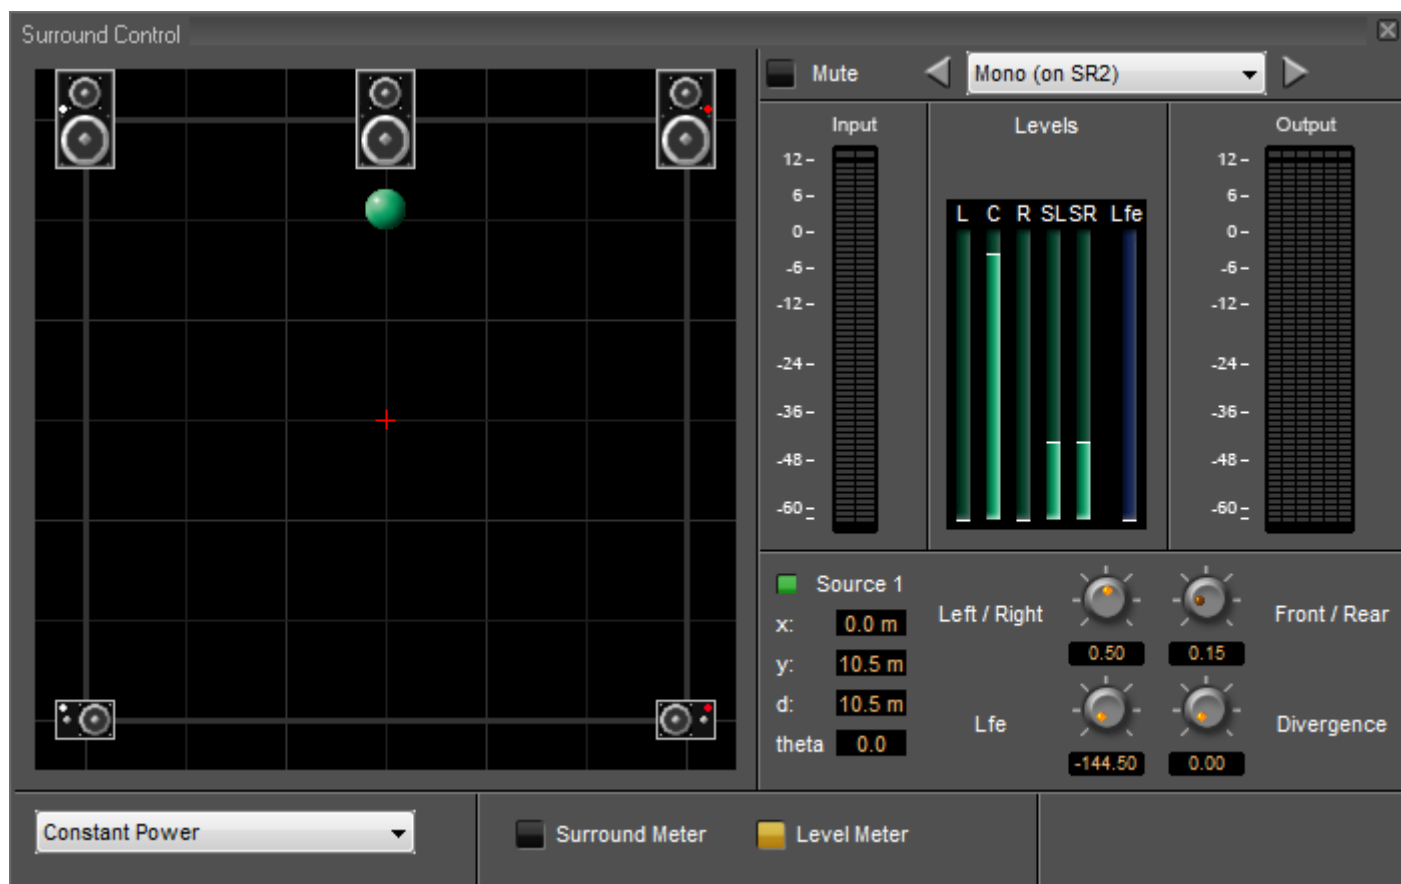 Surround Control
Mute
Mono (on SR2)
Input
Levels
Output
12
6
0
-6
-12
-24
-36
-48
-60
L C R SL SR Lfe
12
6
0
-6
-12
-24
-36
-48
-60
Source 1
x: 0.0 m
y: 10.5 m
d: 10.5 m
theta 0.0
Left / Right
0.50
0.15
Front / Rear
Lfe
-144.50
0.00
Divergence
Constant Power
Surround Meter
Level Meter